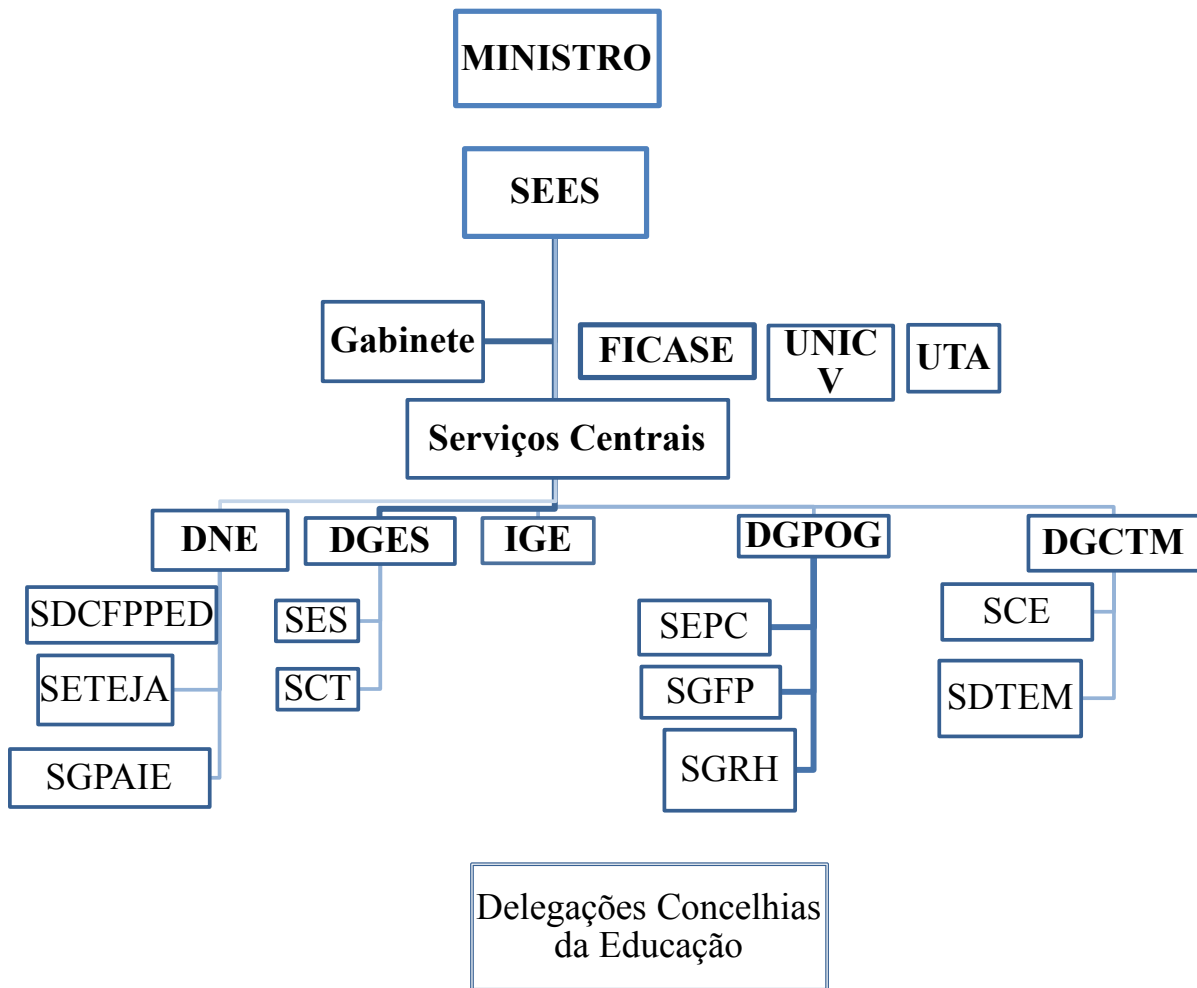 MINISTRO
SEES
Gabinete
FICASE
UNIC
V
UTA
Serviços Centrais
DNE
DGES
IGE
DGPOG
DGCTM
SDCFPPED
SES
SEPC
SCE
SETEJA
SCT
SGFP
SDTEM
SGPAIE
SGRH
Delegações Concelhias
da Educação